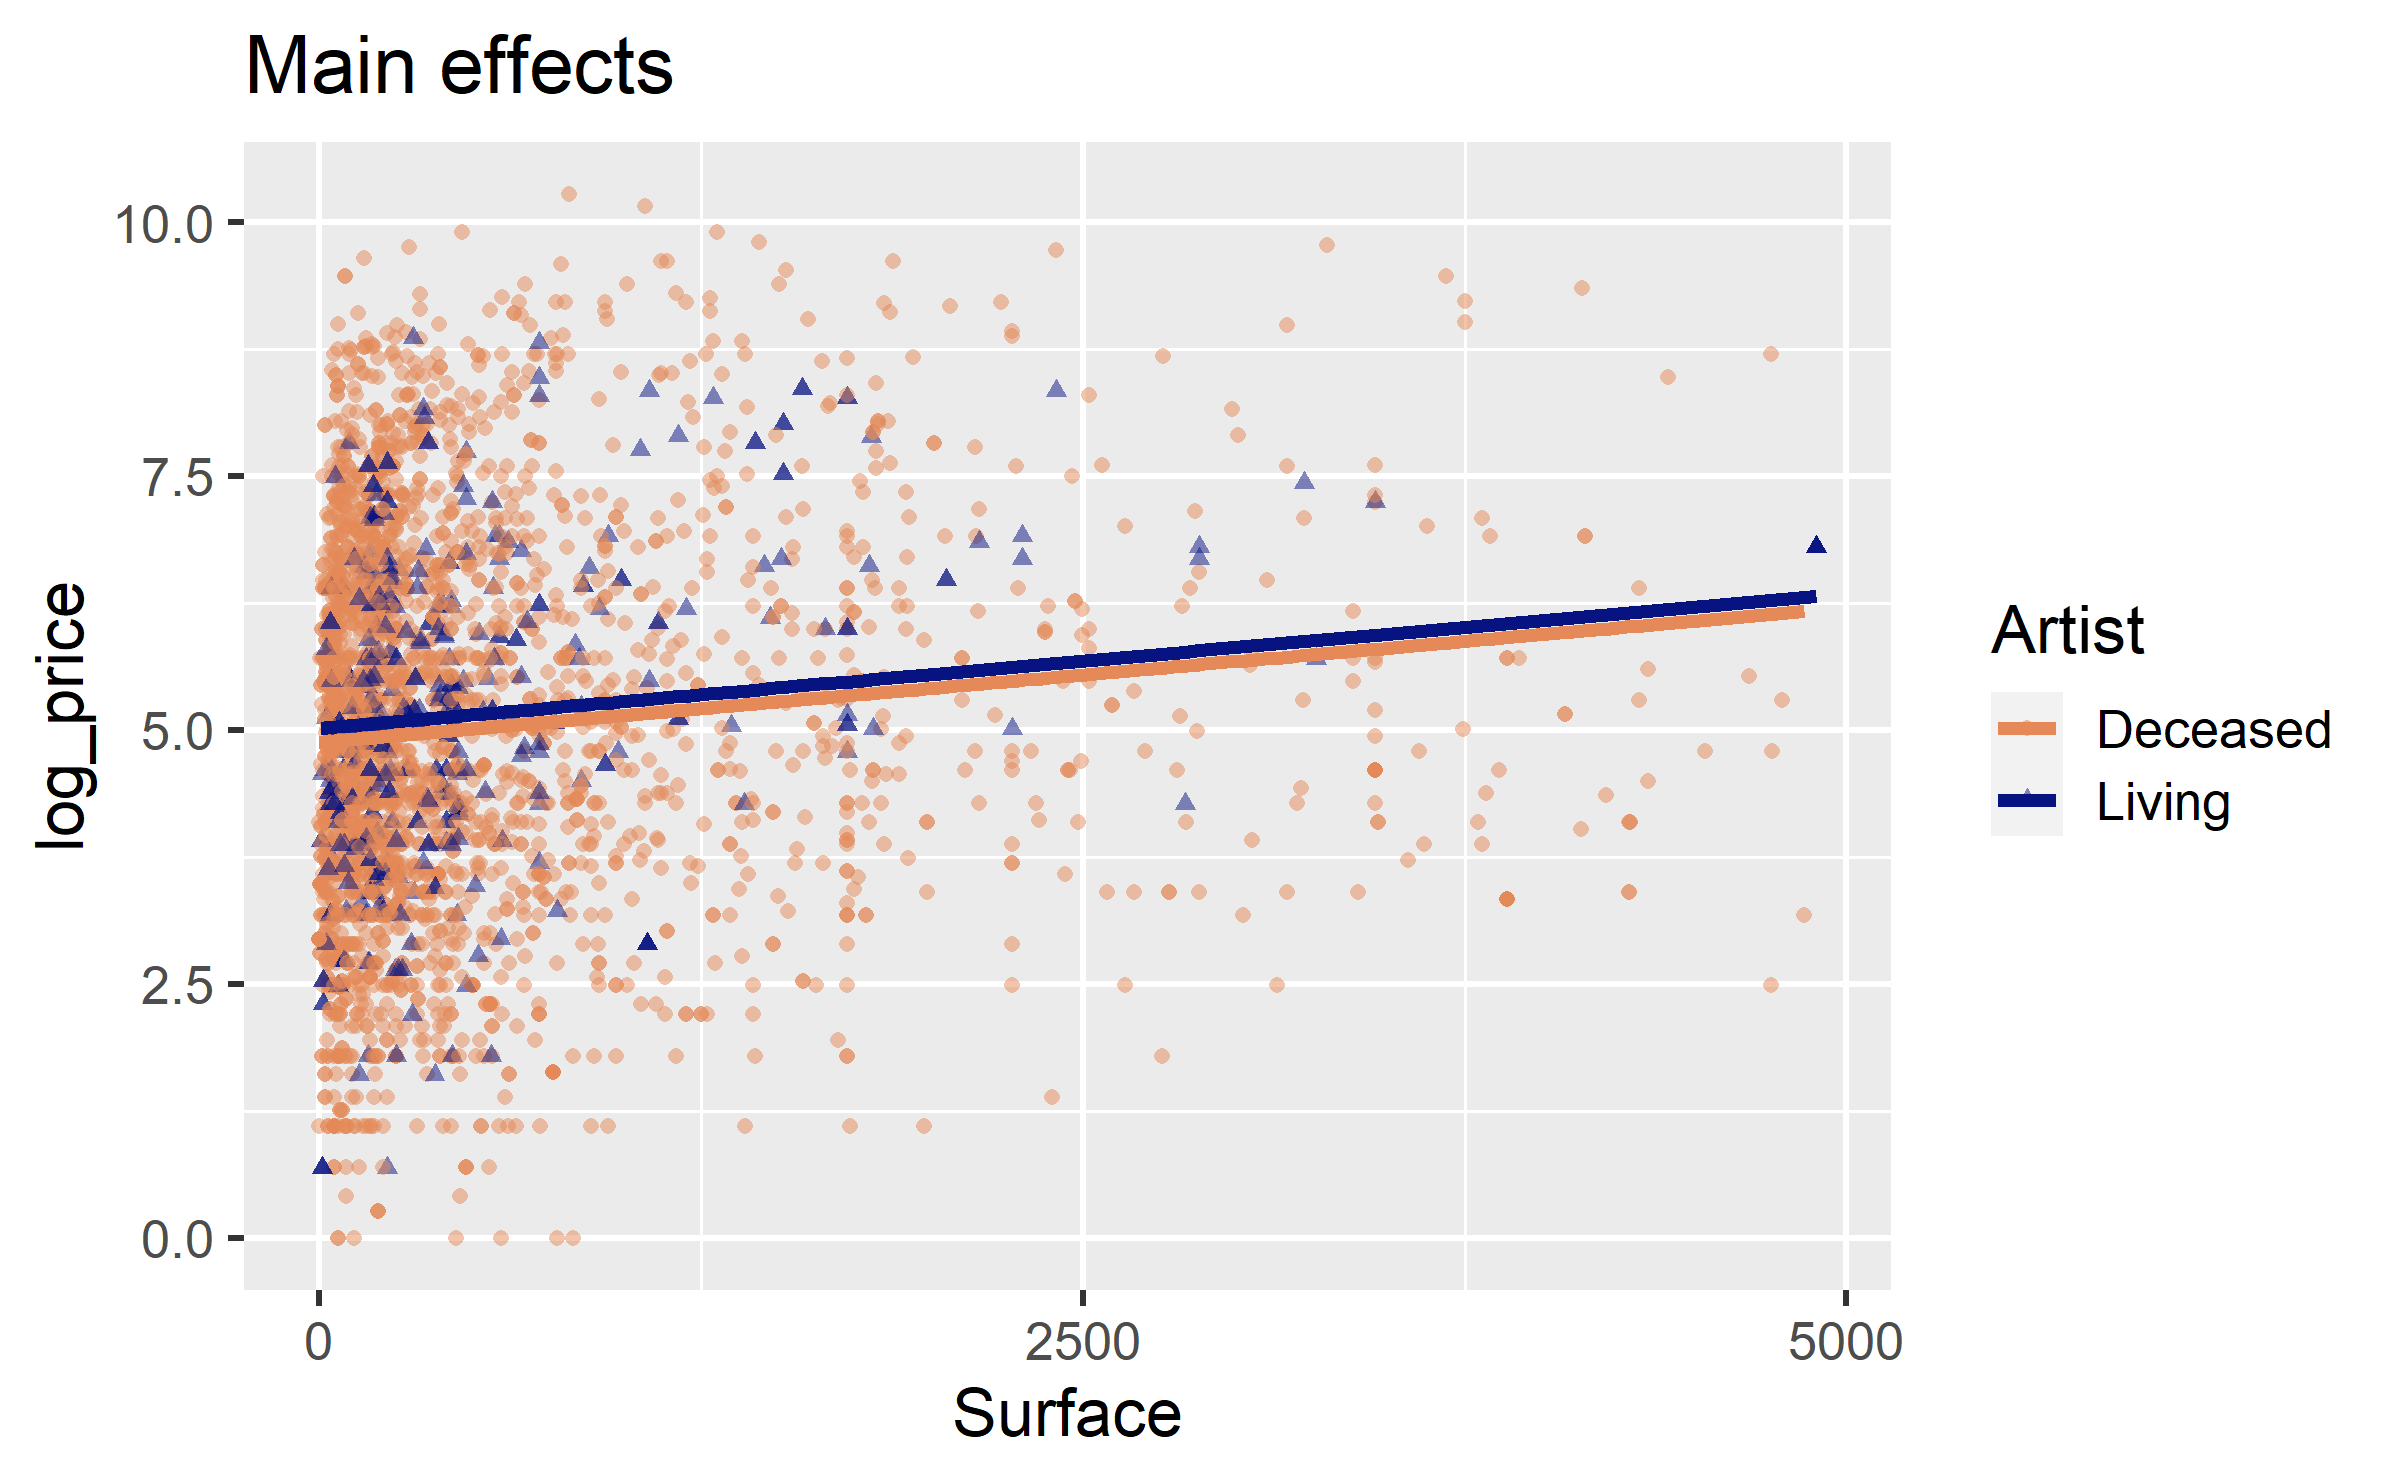 Main effects
log_price
10.0
7.5
5.0
2.5
0.0
0
2500
5000
Surface
Artist
Deceased
Living